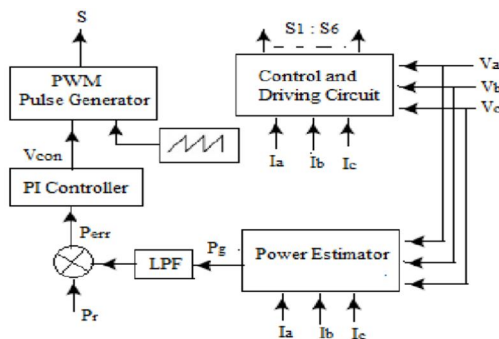 S
S1 : S6
PWM
Pulse Generator
Control and
Driving Circuit
Va
Vb
Vc
Vcon
Ia
Ib
Ic
PI Controller
Perr
Pg
LPF
Power Estimator
Pr
Ia
Ib
Ic